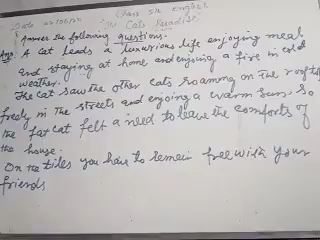 Class six English
The Cats Paradise
1 Answer the following questions:
Ans: A cat leads a luxurious life enjoying meal
and staying at home and enjoying a fire in cold
weather.
The cat saw the other cats roaming on the rooftop
freely in the streets and enjoying a warm sun. So
the fat cat felt a need to leave the comforts of
the house.
On the tiles you have to remain free with your
friends